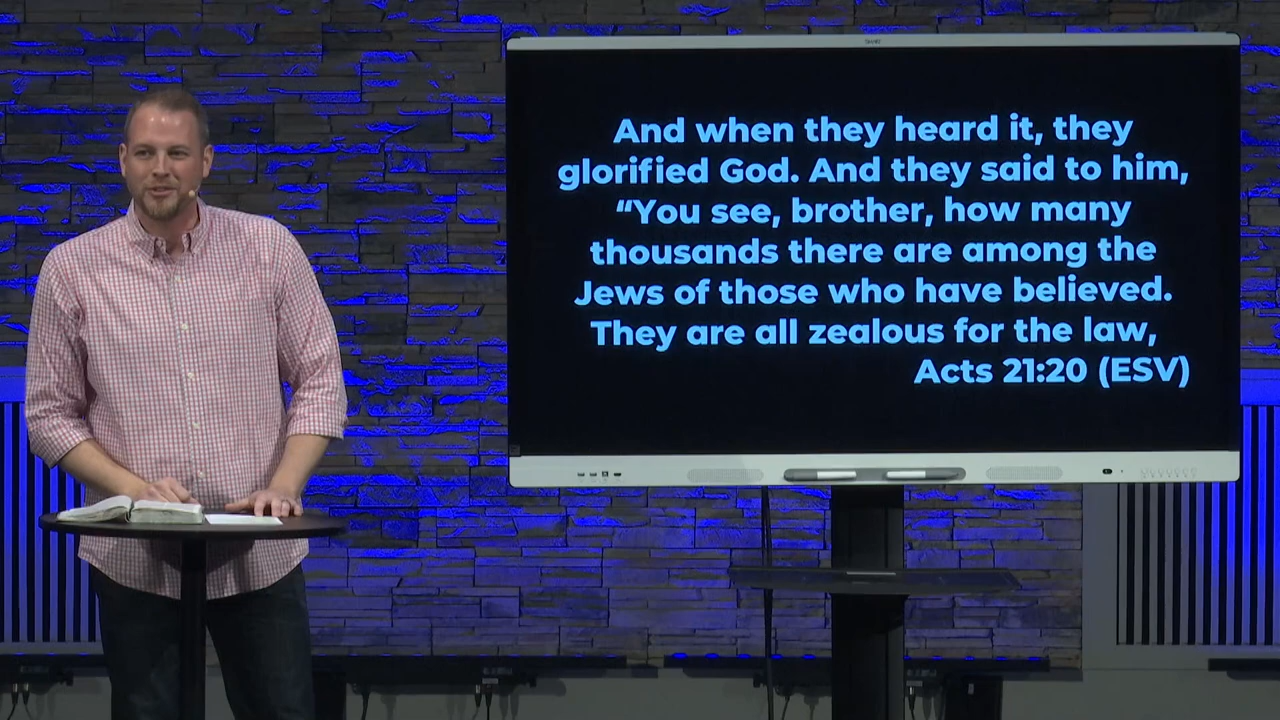 SMART
And when they heard it, they
glorified God. And they said to him,
“You see, brother, how many
thousands there are among the
Jews of those who have believed.
They are all zealous for the law,
Acts 21:20 (ESV)